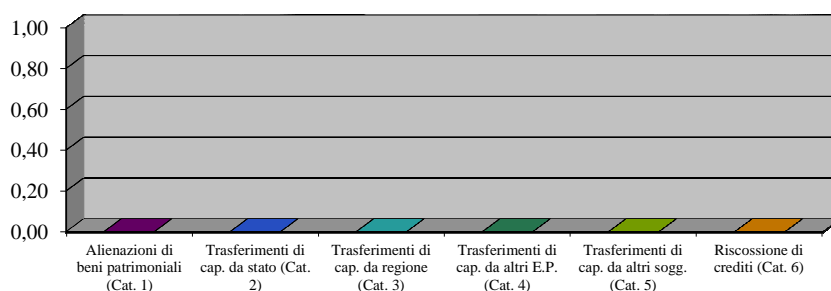 1,00
0,80
0,60
0,40
0,20
0,00
Alienazioni di
beni patrimoniali
(Cat. 1)
Trasferimenti di
cap. da stato (Cat.
2)
Trasferimenti di
cap. da regione
(Cat. 3)
Trasferimenti di
cap. da altri E.P.
(Cat. 4)
Trasferimenti di
cap. da altri sogg.
(Cat. 5)
Riscossione di
crediti (Cat. 6)